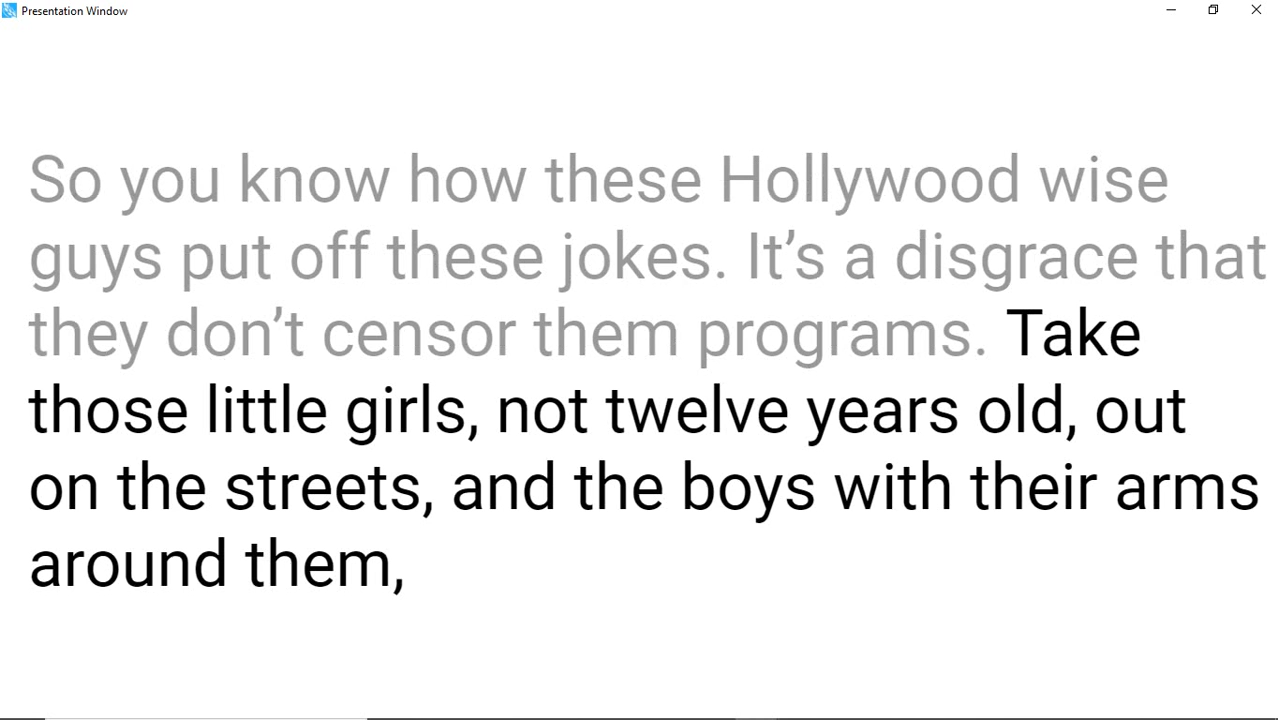 Presentation Window
So you know how these Hollywood wise
guys put off these jokes. It’s a disgrace that
they don’t censor them programs. Take
those little girls, not twelve years old, out
on the streets, and the boys with their arms
around them,